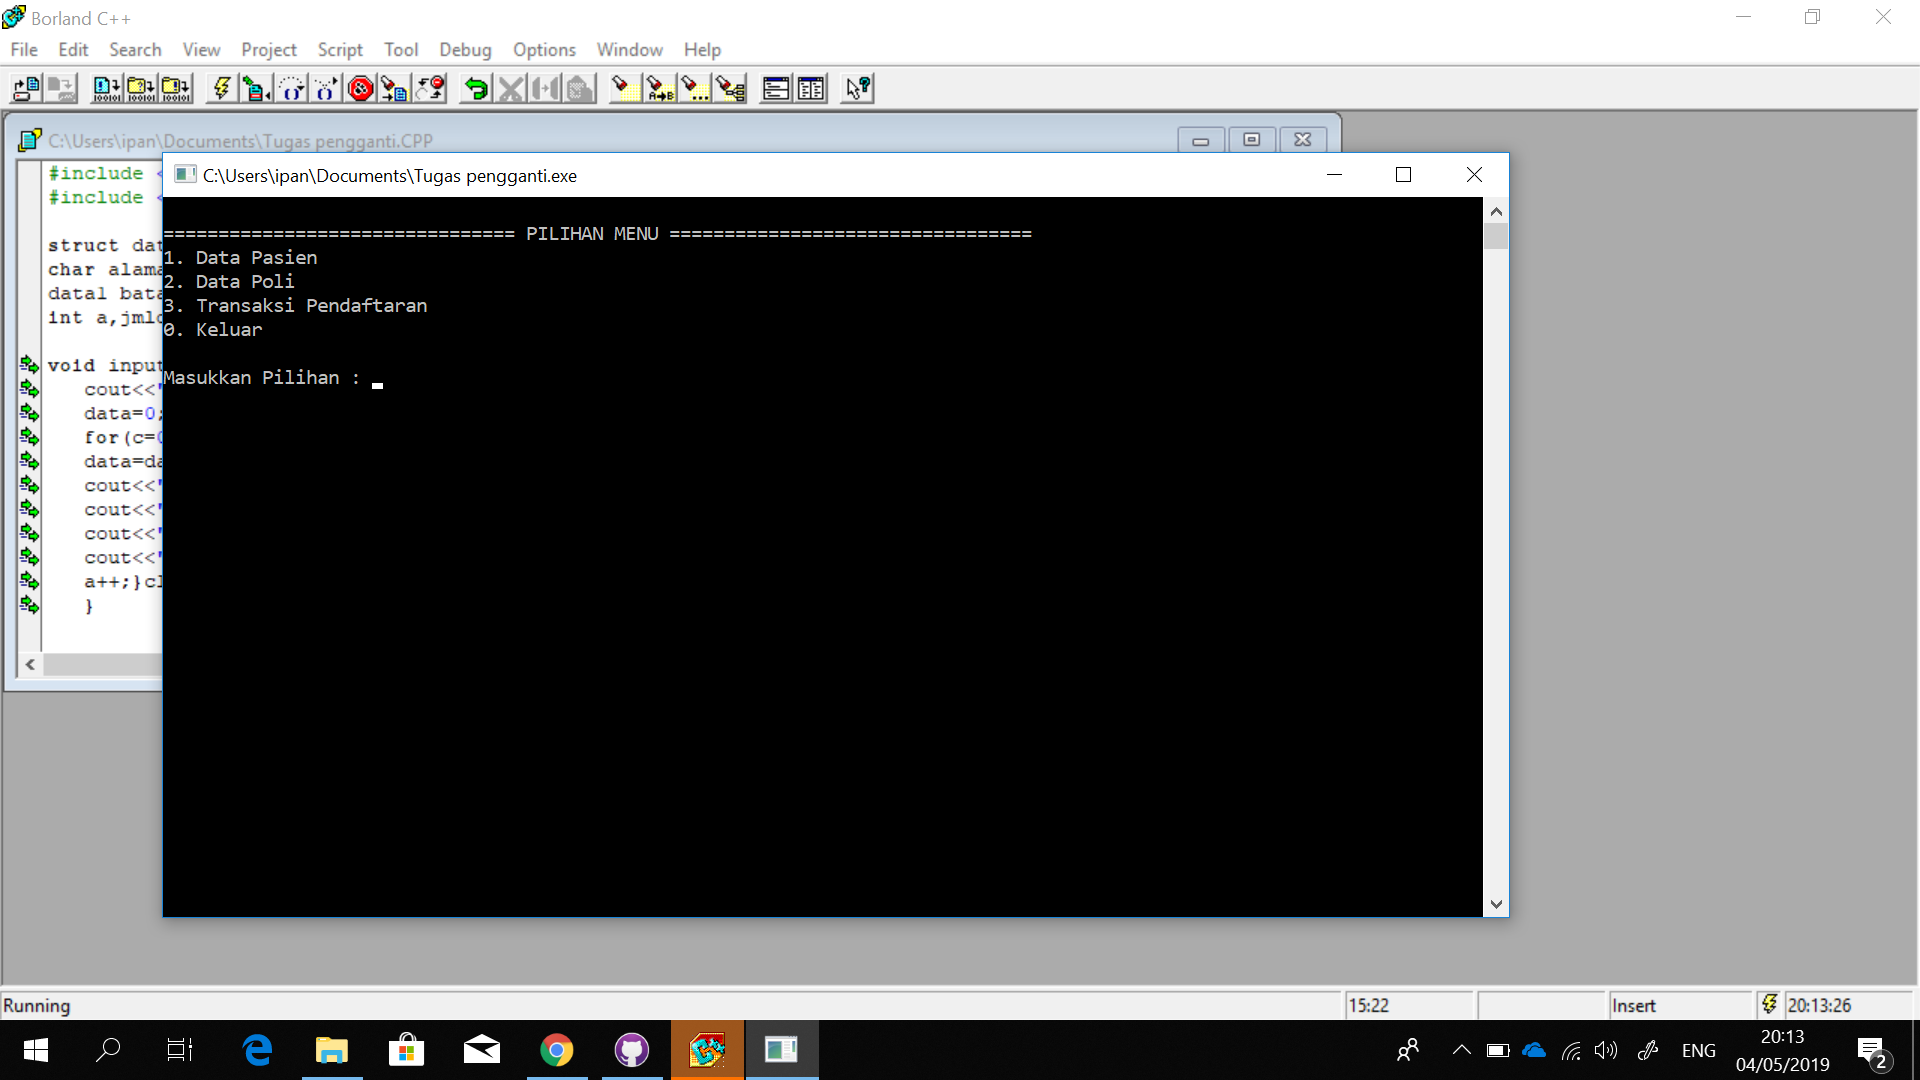 Borland C++
File Edit Search View Project Script Tool Debug Options Window Help
C:\Users\ipan\Documents\Tugas pengganti.CPP
C:\Users\ipan\Documents\Tugas pengganti.exe
#include <
#include <
struct dat
char alama
data1 bata
int a,jmlc
void input
cout<<"
data=0;
for(c=0
data=da
cout<<"
cout<<"
cout<<"
cout<<"
a++;}cl
}
================================ PILIHAN MENU =================================
1. Data Pasien
2. Data Poli
3. Transaksi Pendaftaran
0. Keluar
Masukkan Pilihan :
Running
15:22
Insert
20:13:26
ENG
20:13
04/05/2019
2